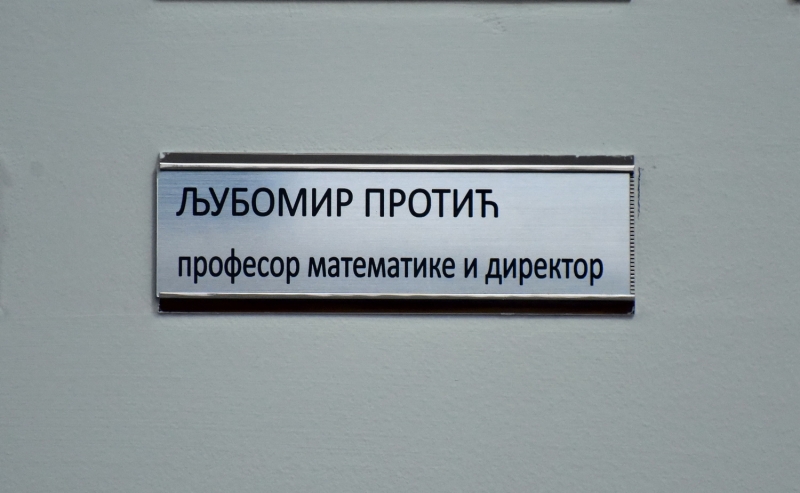 ЉУБОМИР ПРОТИЋ
професор математике и директор